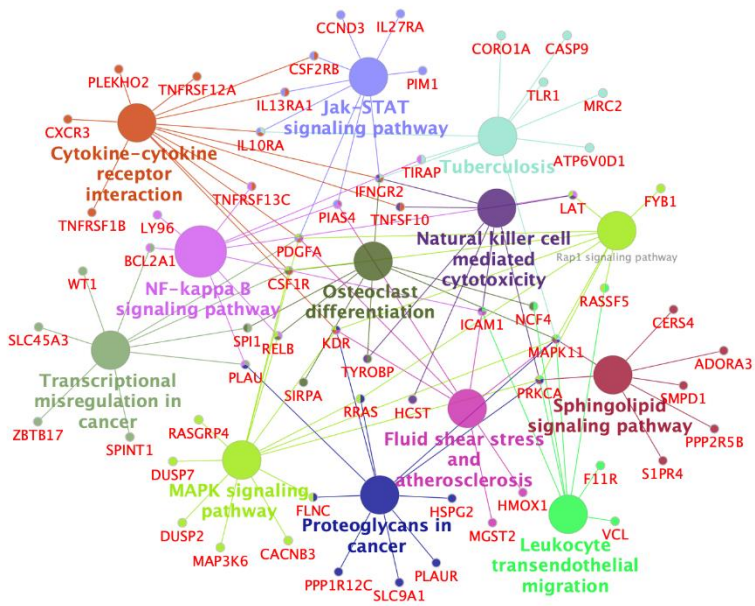 CCND3
IL27RA
PLEKHO2
CSF2RB
CORO1A
CASP9
TNFRSF12A
IL13RA1
PIM1
TLR1
MRC2
CXCR3
Jak-STAT
signaling pathway
IL10RA
Cytokine-cytokine
receptor
interaction
TIRAP
Tuberculosis
ATP6V0D1
IFNGR2
TNFRSF13C
TNFRSF1B
PIAS4
TNFSF10
LAT
FYB1
LY96
PDGFA
Natural killer cell
mediated
cytotoxicity
BCL2A1
Rap1 signaling pathway
WT1
NF-kappa B
signaling pathway
CSF1R
Osteoclast
differentiation
RASSF5
SLC45A3
SPI1
RELB
KDR
ICAM1
NCF4
CERS4
MAPK11
PLAU
TYROBP
ADORA3
Transcriptional
misregulation in
cancer
SIRPA
PRKCA
SMPD1
HCST
Sphingolipid
signaling pathway
RRAS
ZBTB17
SPINT1
RASGRP4
PPP2R5B
Fluid shear stress
and
atherosclerosis
S1PR4
DUSP7
MAPK signaling
pathway
F11R
FLNC
HSPG2
HMOX1
DUSP2
Proteoglycans in
cancer
MGST2
VCL
MAP3K6
CACNB3
Leukocyte
transendothelial
migration
PLAUR
PPP1R12C
SLC9A1